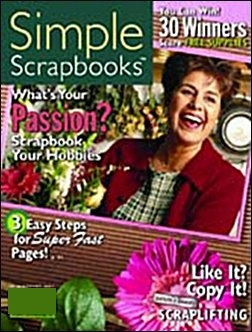 You Can Win!
30 Winners
Score FREE SUPPLIES
Simple
Scrapbooks™
What's Your
Passion?
Scrapbook
Your Hobbies
3 Easy Steps
for Super Fast
Pages!
Like It?
Copy It!
SCRAPLIFTING